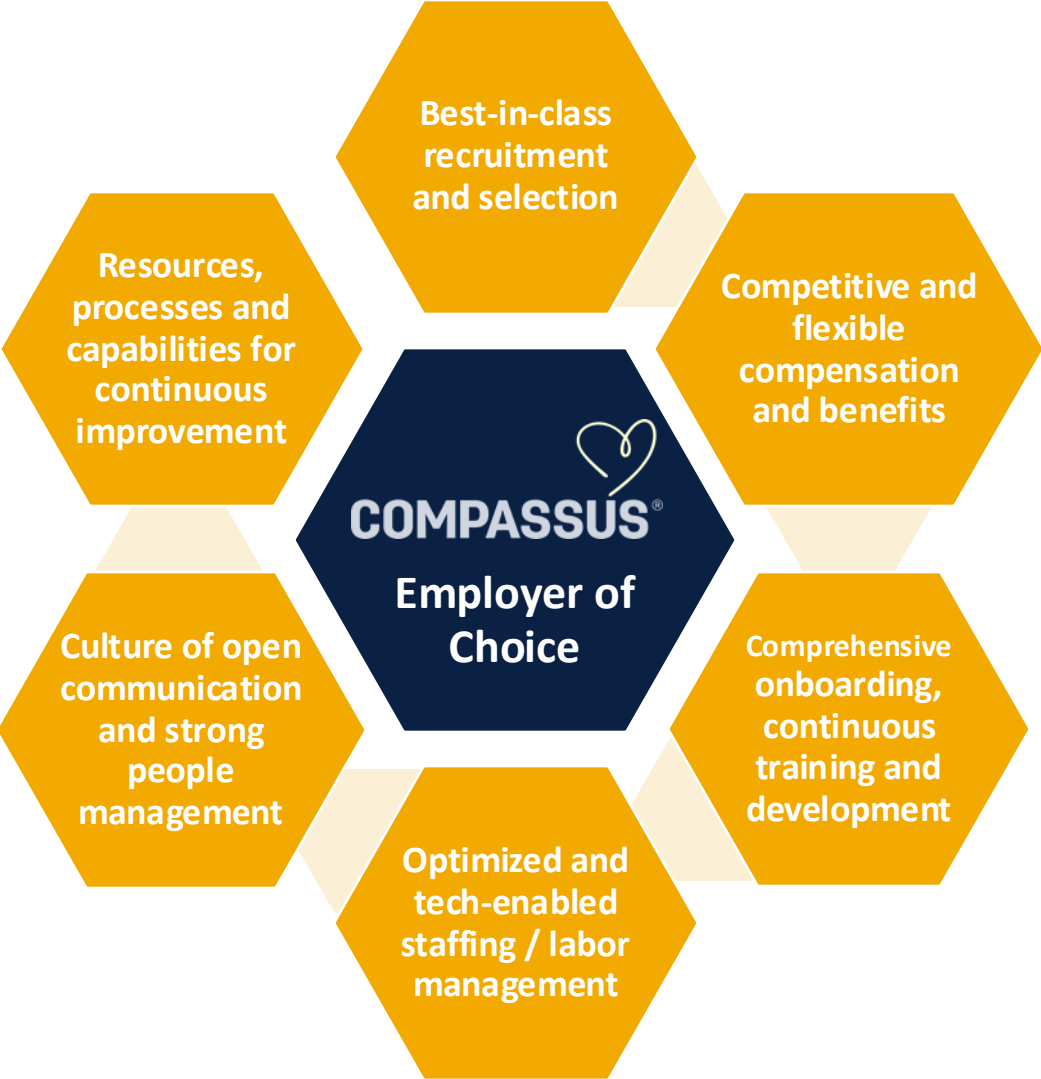 Best-in-class
recruitment
and selection
Competitive and
flexible
compensation
and benefits
Comprehensive
onboarding,
continuous
training and
development
Optimized and
tech-enabled
staffing / labor
management
Culture of open
communication
and strong
people
management
Resources,
processes and
capabilities for
continuous
improvement
COMPASSUS®
Employer of
Choice